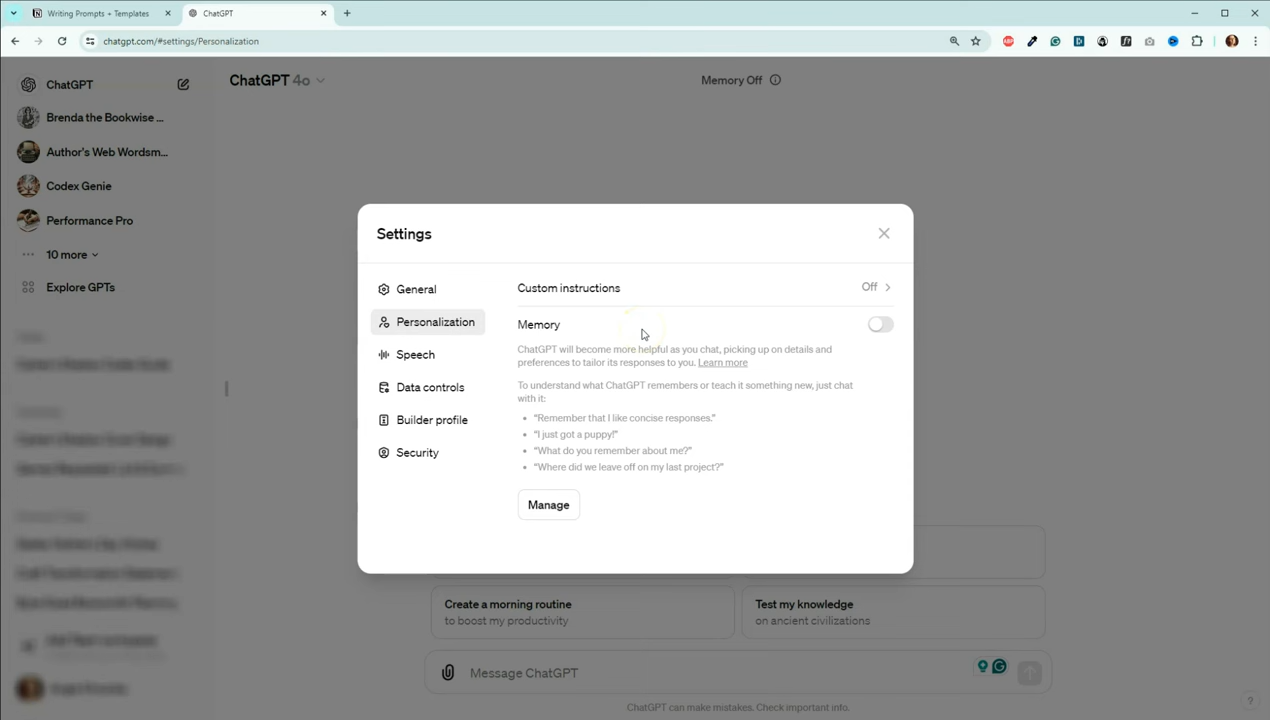 Writing Prompts + Templates
ChatGPT
chatgpt.com/#settings/Personalization
ChatGPT
ChatGPT 4o
Memory Off
Brenda the Bookwise ...
Author's Web Wordsm...
Codex Genie
Performance Pro
10 more
Explore GPTs
Settings
General
Personalization
Speech
Data controls
Builder profile
Security
Custom instructions
Off
Memory
ChatGPT will become more helpful as you chat, picking up on details and
preferences to tailor its responses to you. Learn more
To understand what ChatGPT remembers or teach it something new, just chat
with it:
• “Remember that I like concise responses.”
• “I just got a puppy!”
• “What do you remember about me?”
• “Where did we leave off on my last project?”
Manage
Create a morning routine
to boost my productivity
Test my knowledge
on ancient civilizations
Message ChatGPT
ChatGPT can make mistakes. Check important info.
?